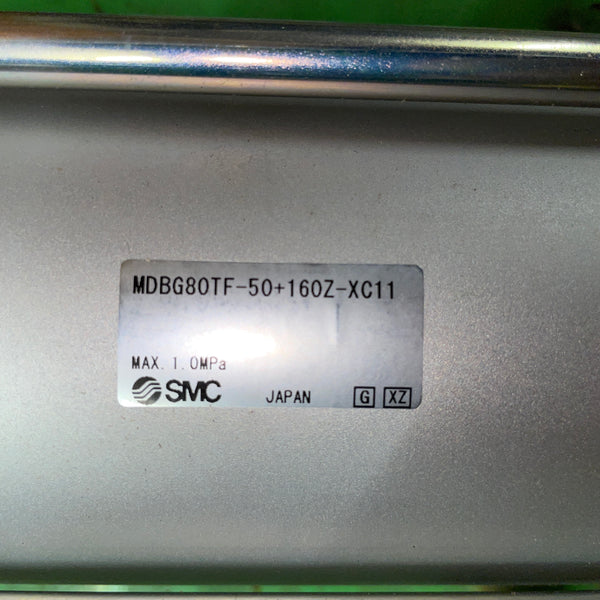 MDBG80TF-50+160Z-XC11
MAX. 1.0MPa
SMC JAPAN G XZ